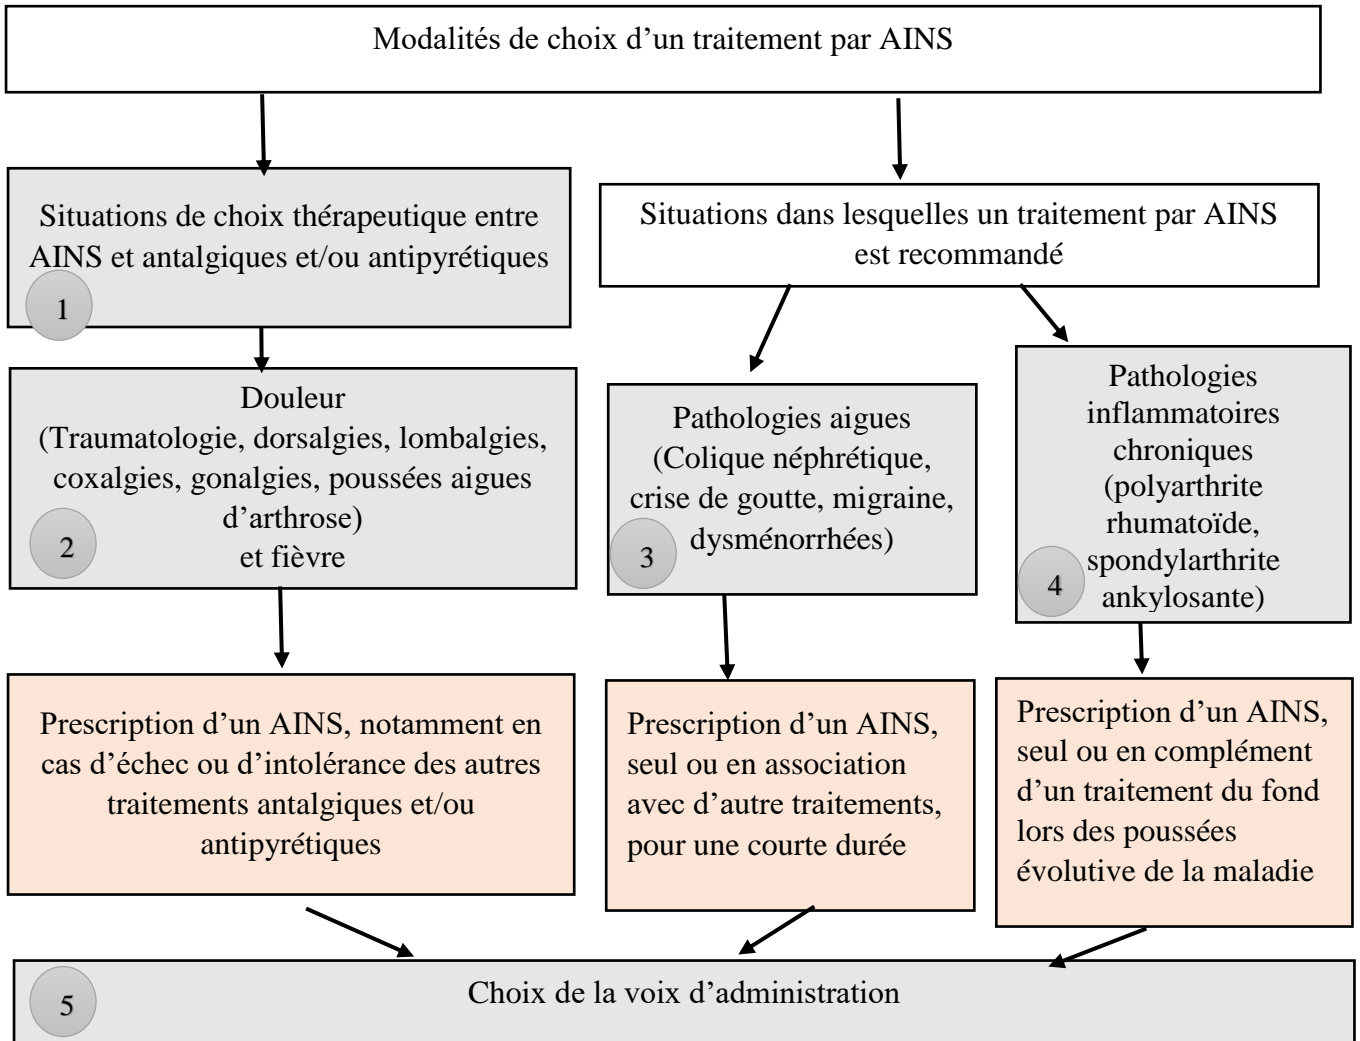 Modalités de choix d’un traitement par AINS
Situations de choix thérapeutique entre
AINS et antalgiques et/ou antipyrétiques
1
Situations dans lesquelles un traitement par AINS
est recommandé
Douleur
(Traumatologie, dorsalgies, lombalgies,
coxalgies, gonalgies, poussées aigues
d’arthrose)
et fièvre
2
Pathologies aigues
(Colique néphrétique,
crise de goutte, migraine,
dysménorrhées)
3
Pathologies
inflammatoires
chroniques
(polyarthrite
rhumatoïde,
spondylarthrite
ankylosante)
4
Prescription d’un AINS, notamment en
cas d’échec ou d’intolérance des autres
traitements antalgiques et/ou
antipyrétiques
Prescription d’un AINS,
seul ou en association
avec d’autre traitements,
pour une courte durée
Prescription d’un AINS,
seul ou en complément
d’un traitement du fond
lors des poussées
évolutive de la maladie
5
Choix de la voix d’administration